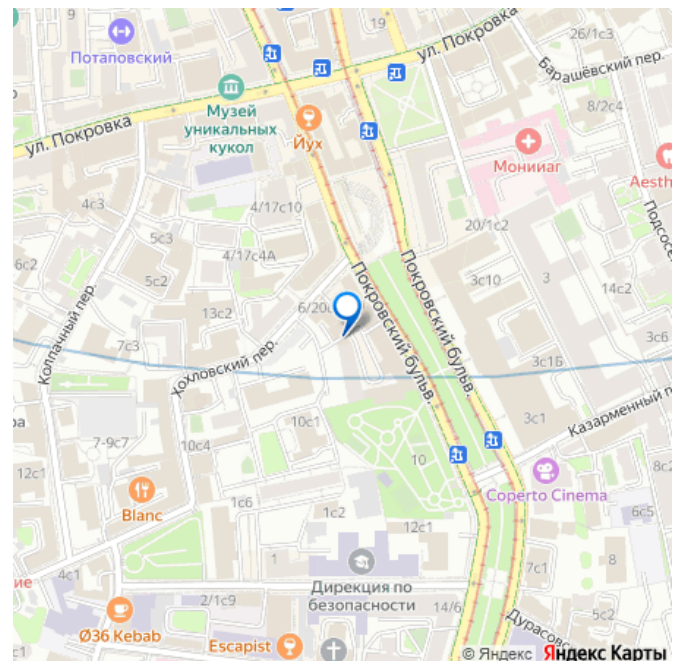 9
19
26/1с3
Потаповский
ул. Покровка
Барашёвский пер.
8/2с4
Музей
уникальных
кукол
Йух
Мониаг
ул. Покровка
Aesth
4/17с10
5с3
20/1с2
Подсосе
6с2
4/17с4А
5с2
Покровский бульв.
Покровский бульв.
3с10
3
14с2
13с2
Колпачный пер.
7с3
Хохловский пер.
3с6
3с1Б
10с1
3с1
Казарменный п
ра
7-9с7
10с4
10
8с2
12с1
Blanc
1с6
Coperto Cinema
1с2
12с1
6с5
ие
4с1
1
Дирекция по
безопасности
7с1
8
2/1с9
14/6
Ø36 Kebab
Escapist
Дурасовс
5с2
© Яндекс Яндекс Карты